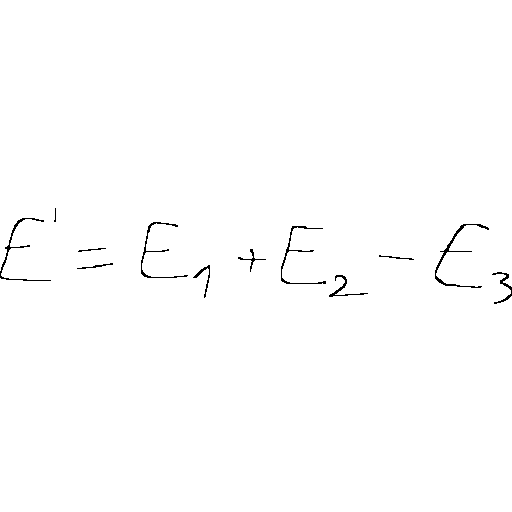 E' = E₁ + E₂ - E₃